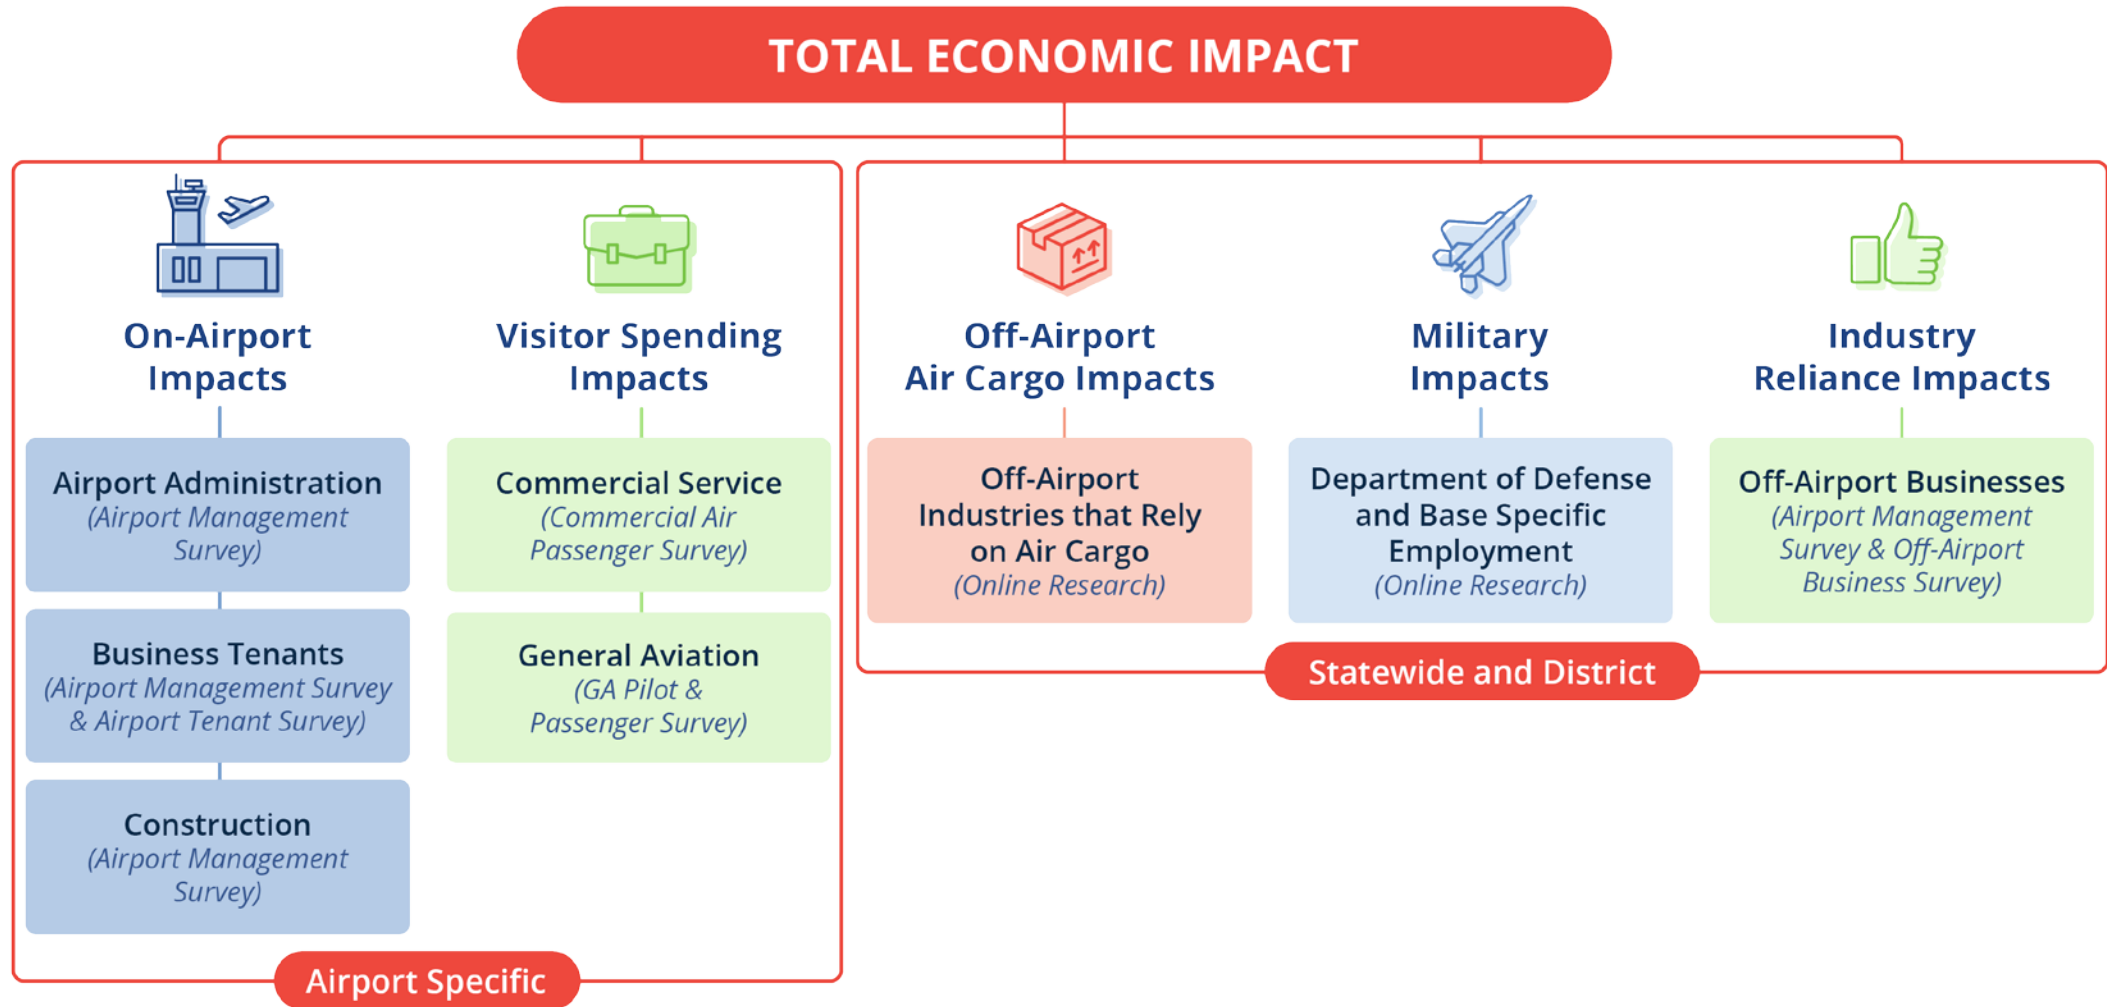 TOTAL ECONOMIC IMPACT
On-Airport
Impacts
Airport Administration
(Airport Management
Survey)
Business Tenants
(Airport Management Survey
& Airport Tenant Survey)
Construction
(Airport Management
Survey)
Visitor Spending
Impacts
Commercial Service
(Commercial Air
Passenger Survey)
General Aviation
(GA Pilot &
Passenger Survey)
Airport Specific
Off-Airport
Air Cargo Impacts
Off-Airport
Industries that Rely
on Air Cargo
(Online Research)
Military
Impacts
Department of Defense
and Base Specific
Employment
(Online Research)
Industry
Reliance Impacts
Off-Airport Businesses
(Airport Management
Survey & Off-Airport
Business Survey)
Statewide and District